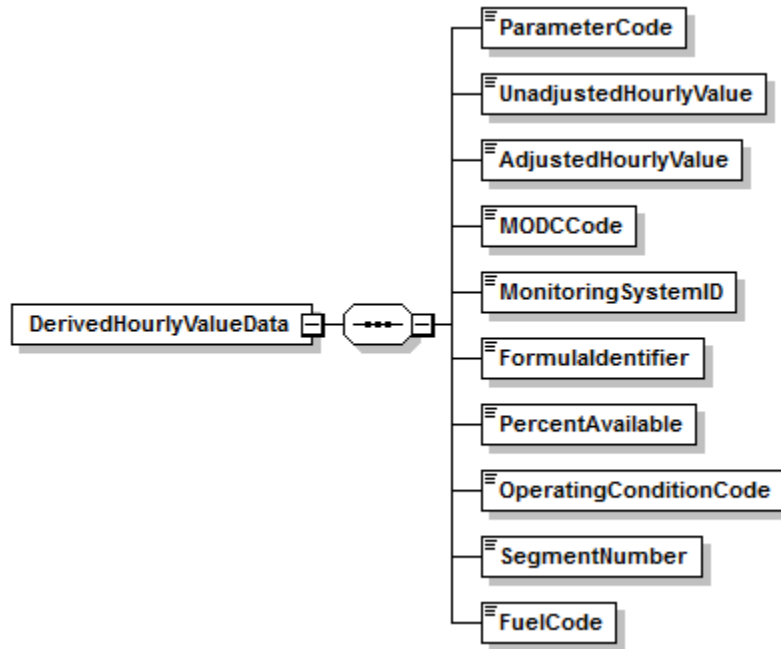 ParameterCode
UnadjustedHourlyValue
AdjustedHourlyValue
MODCCode
MonitoringSystemID
DerivedHourlyValueData
FormulaIdentifier
PercentAvailable
OperatingConditionCode
SegmentNumber
FuelCode